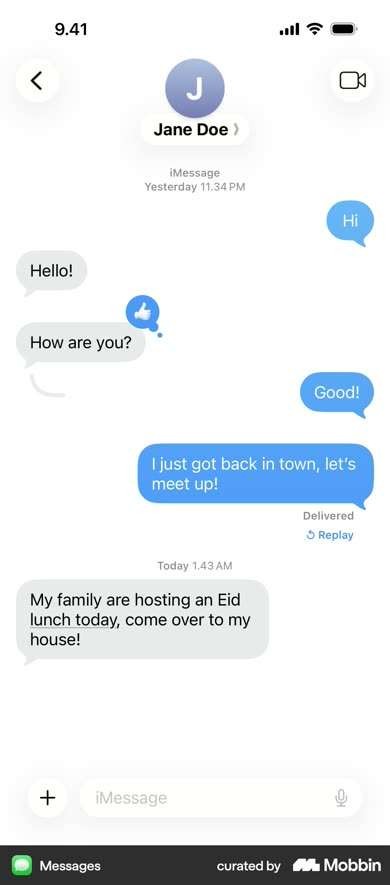 9.41
J
Jane Doe
iMessage
Yesterday 11.34 PM
Hi
Hello!
How are you?
Good!
I just got back in town, let's
meet up!
Delivered
Replay
Today 1.43 AM
My family are hosting an Eid
lunch today, come over to my
house!
iMessage
Messages
curated by Mobbin